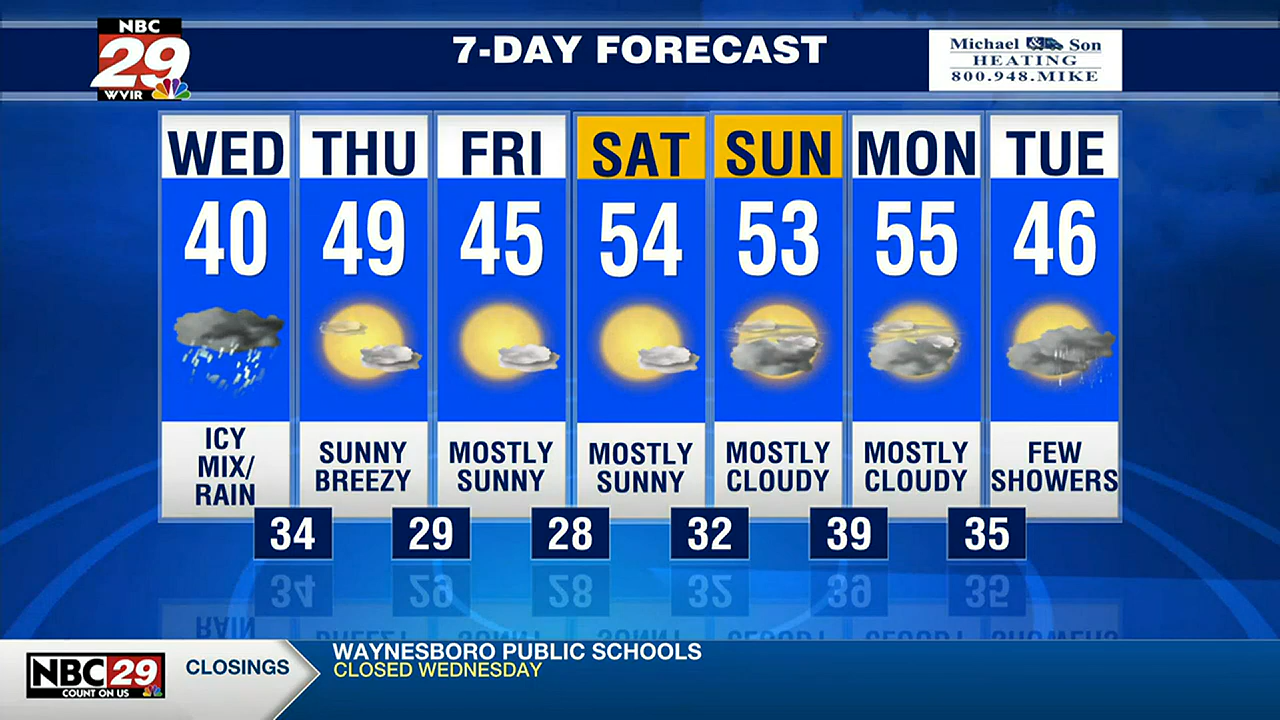 NBC
29
WVIR
7-DAY FORECAST
Michael & Son
HEATING
800.948.MIKE
WED THU FRI SAT SUN MON TUE
40 49 45 54 53 55 46
ICY
MIX/
RAIN
SUNNY
BREEZY
MOSTLY
SUNNY
MOSTLY
SUNNY
MOSTLY
CLOUDY
MOSTLY
CLOUDY
FEW
SHOWERS
34 29 28 32 39 35
NBC 29
COUNT ON US
CLOSINGS
WAYNESBORO PUBLIC SCHOOLS
CLOSED WEDNESDAY